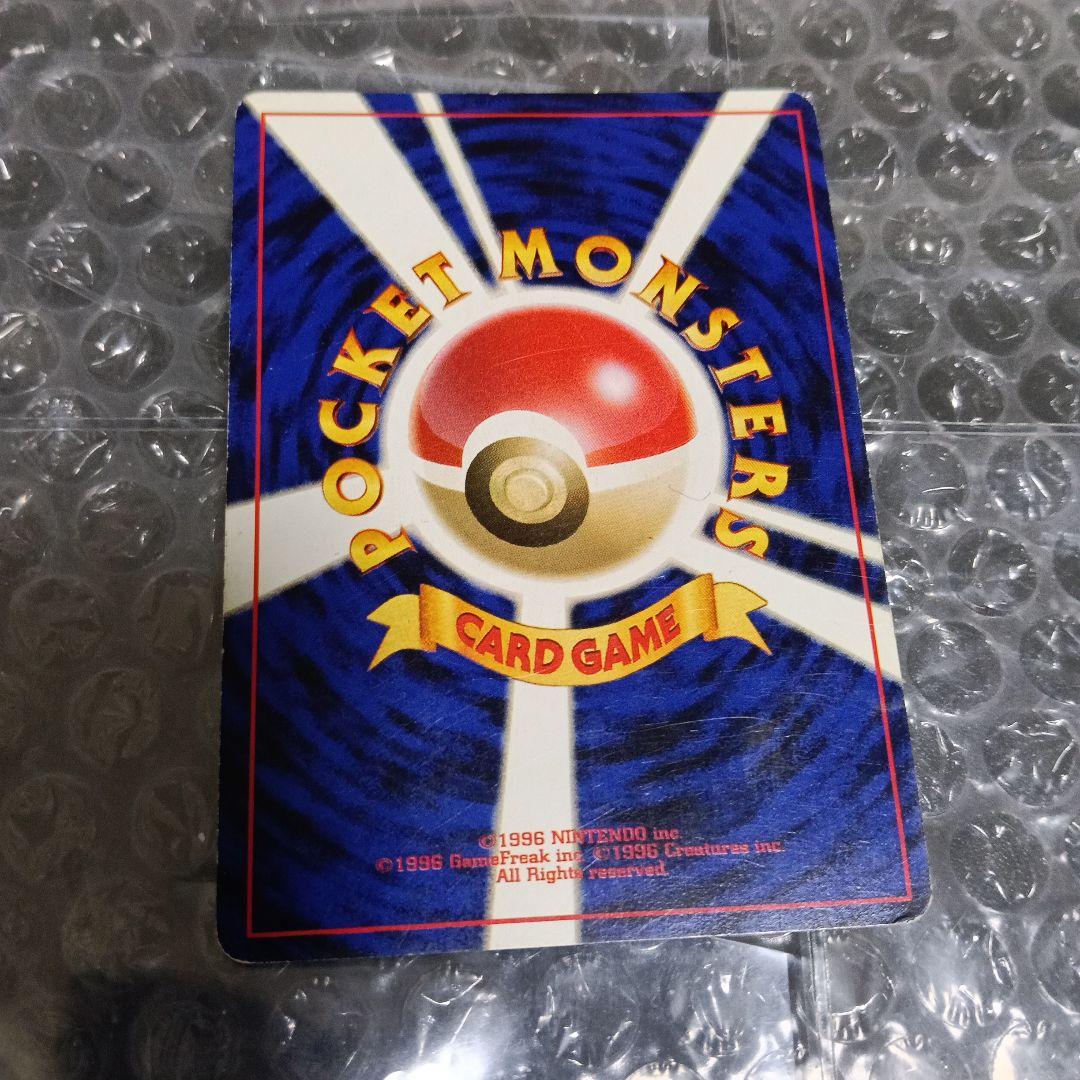 POCKET MONSTERS
CARD GAME
©1996 NINTENDO inc.
©1996 GameFreak inc. ©1996 Creatures inc.
All Rights reserved.